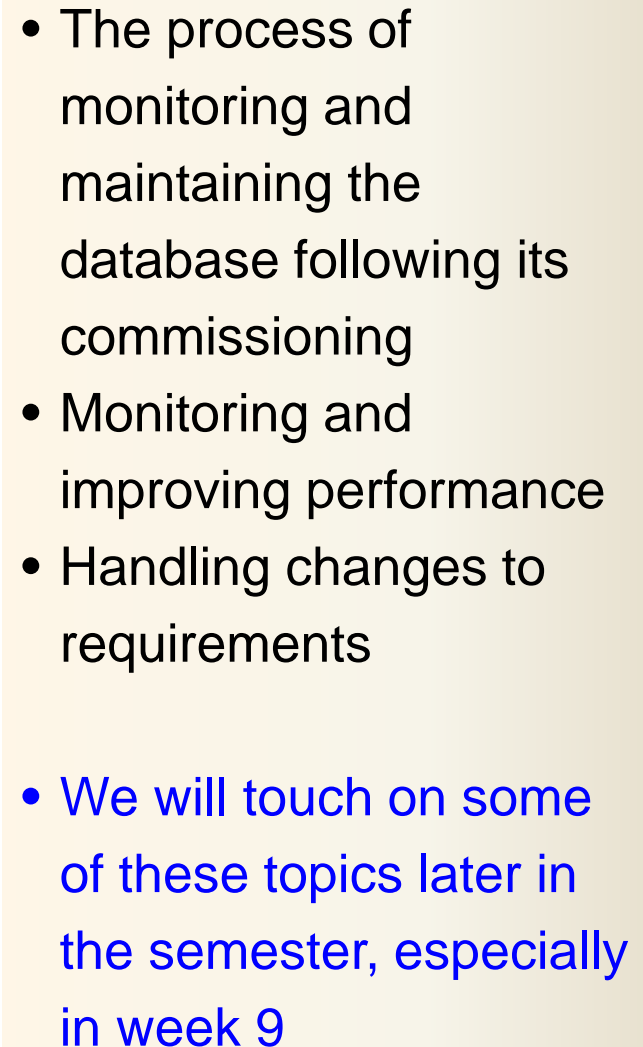 • The process of
monitoring and
maintaining the
database following its
commissioning
• Monitoring and
improving performance
• Handling changes to
requirements
• We will touch on some
of these topics later in
the semester, especially
in week 9